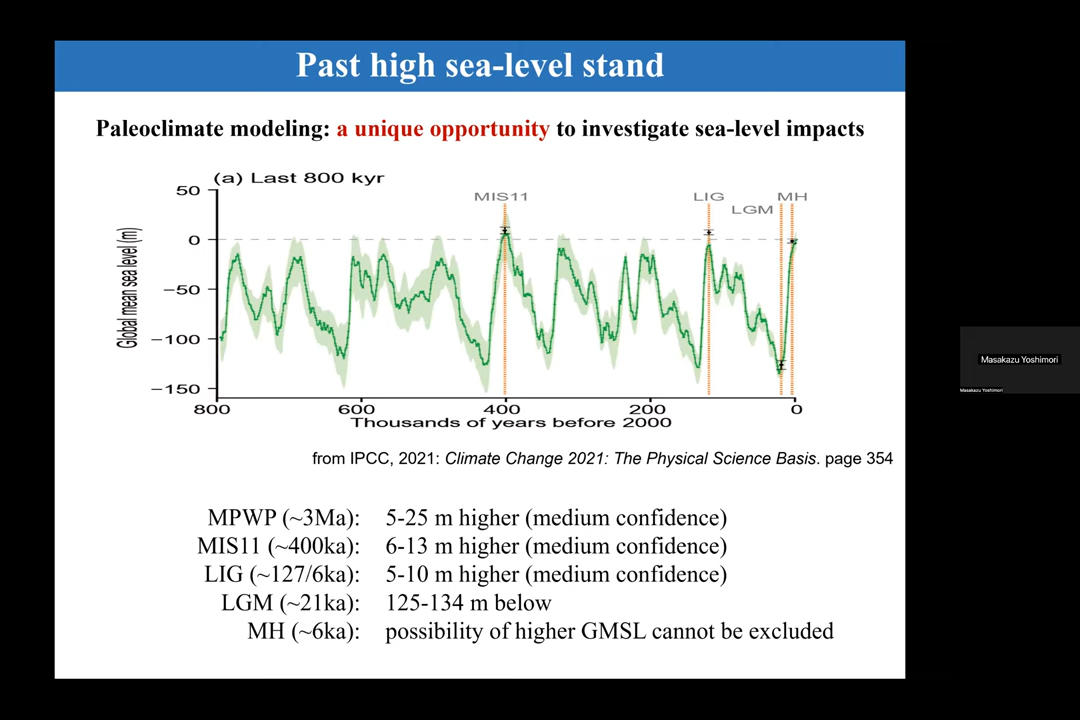 Past high sea-level stand
Paleoclimate modeling: a unique opportunity to investigate sea-level impacts
(a) Last 800 kyr
MIS11
LIG
MH
LGM
Global mean sea level (m)
50
0
−50
−100
−150
800
600
400
200
0
Thousands of years before 2000
from IPCC, 2021: Climate Change 2021: The Physical Science Basis. page 354
MPWP (~3Ma): 5-25 m higher (medium confidence)
MIS11 (~400ka): 6-13 m higher (medium confidence)
LIG (~127/6ka): 5-10 m higher (medium confidence)
LGM (~21ka): 125-134 m below
MH (~6ka): possibility of higher GMSL cannot be excluded
Masakazu Yoshimori
Masakazu Yoshimori